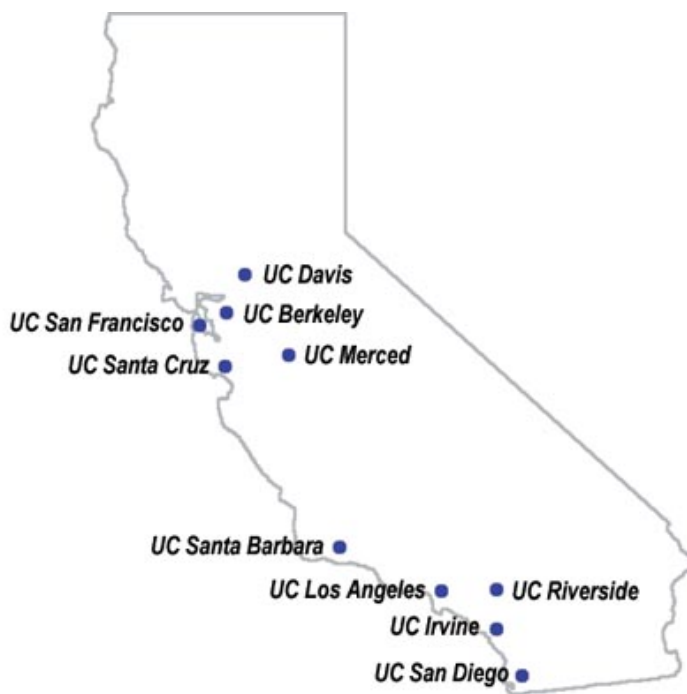 UC Davis
UC Berkeley
UC San Francisco
UC Merced
UC Santa Cruz
UC Santa Barbara
UC Los Angeles
UC Riverside
UC Irvine
UC San Diego